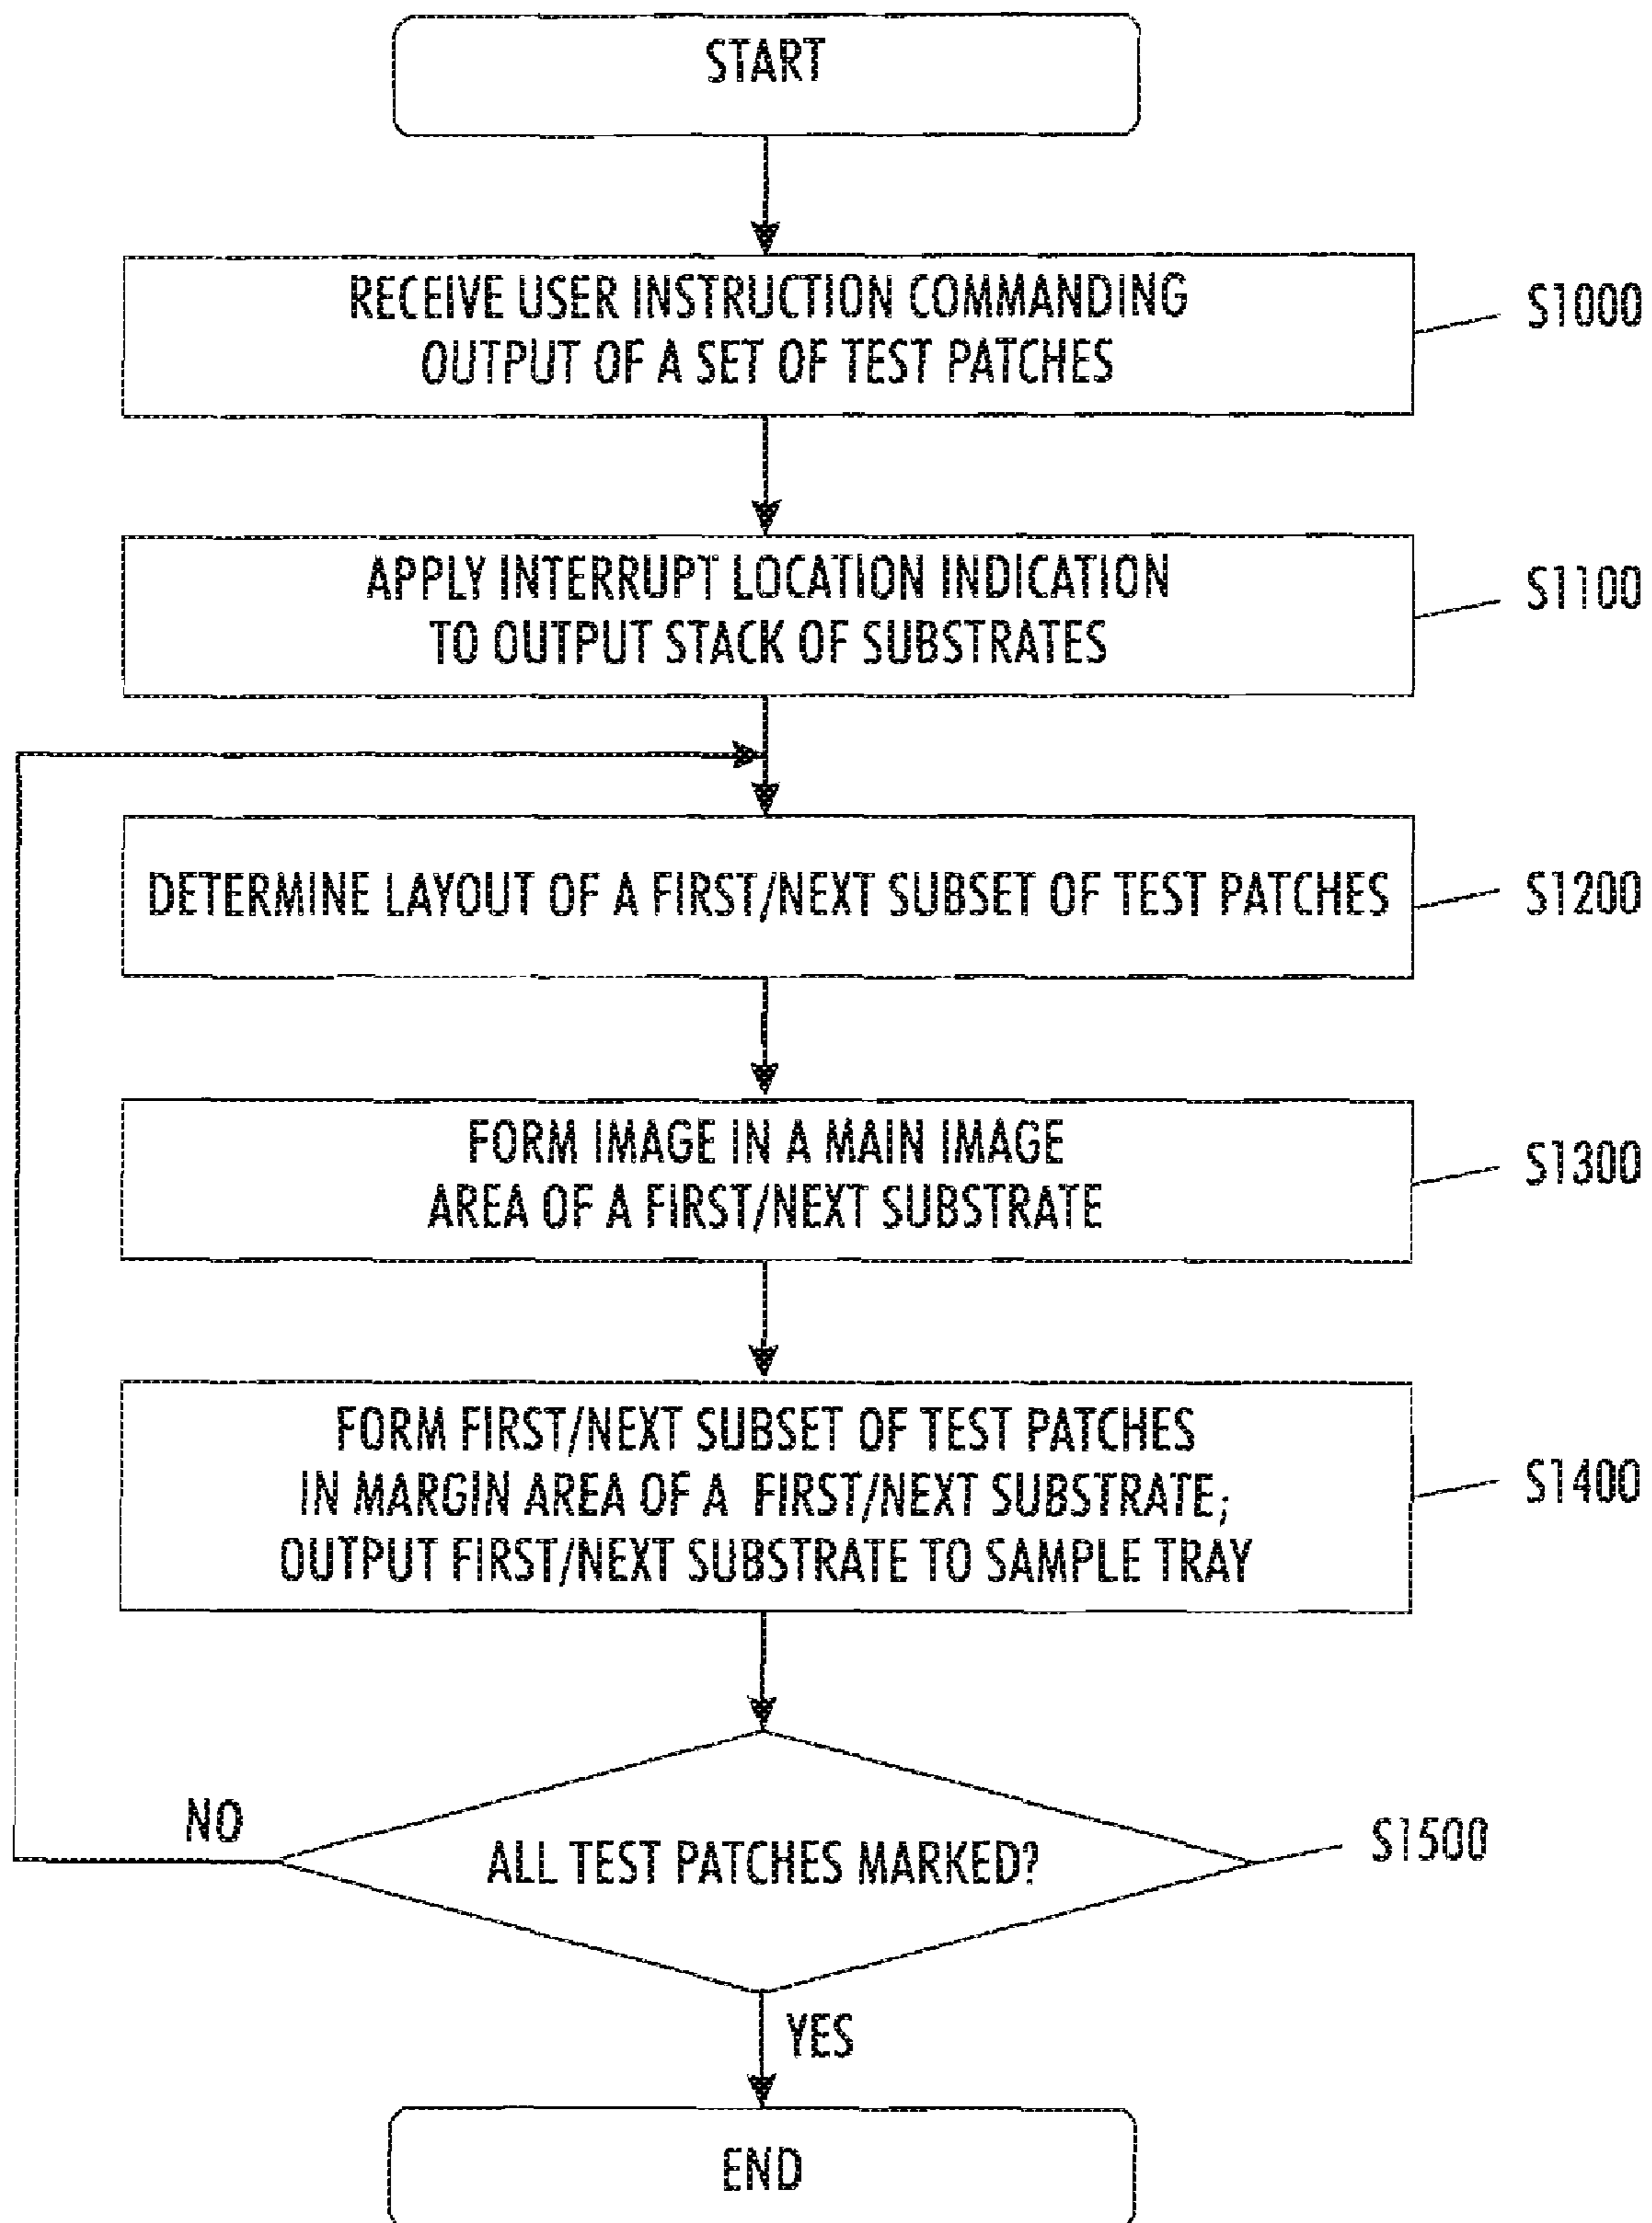 START
RECEIVE USER INSTRUCTION COMMANDING
OUTPUT OF A SET OF TEST PATCHES
S1000
APPLY INTERRUPT LOCATION INDICATION
TO OUTPUT STACK OF SUBSTRATES
S1100
DETERMINE LAYOUT OF A FIRST/NEXT SUBSET OF TEST PATCHES
S1200
FORM IMAGE IN A MAIN IMAGE
AREA OF A FIRST/NEXT SUBSTRATE
S1300
FORM FIRST/NEXT SUBSET OF TEST PATCHES
IN MARGIN AREA OF A FIRST/NEXT SUBSTRATE;
OUTPUT FIRST/NEXT SUBSTRATE TO SAMPLE TRAY
S1400
NO
ALL TEST PATCHES MARKED?
S1500
YES
END